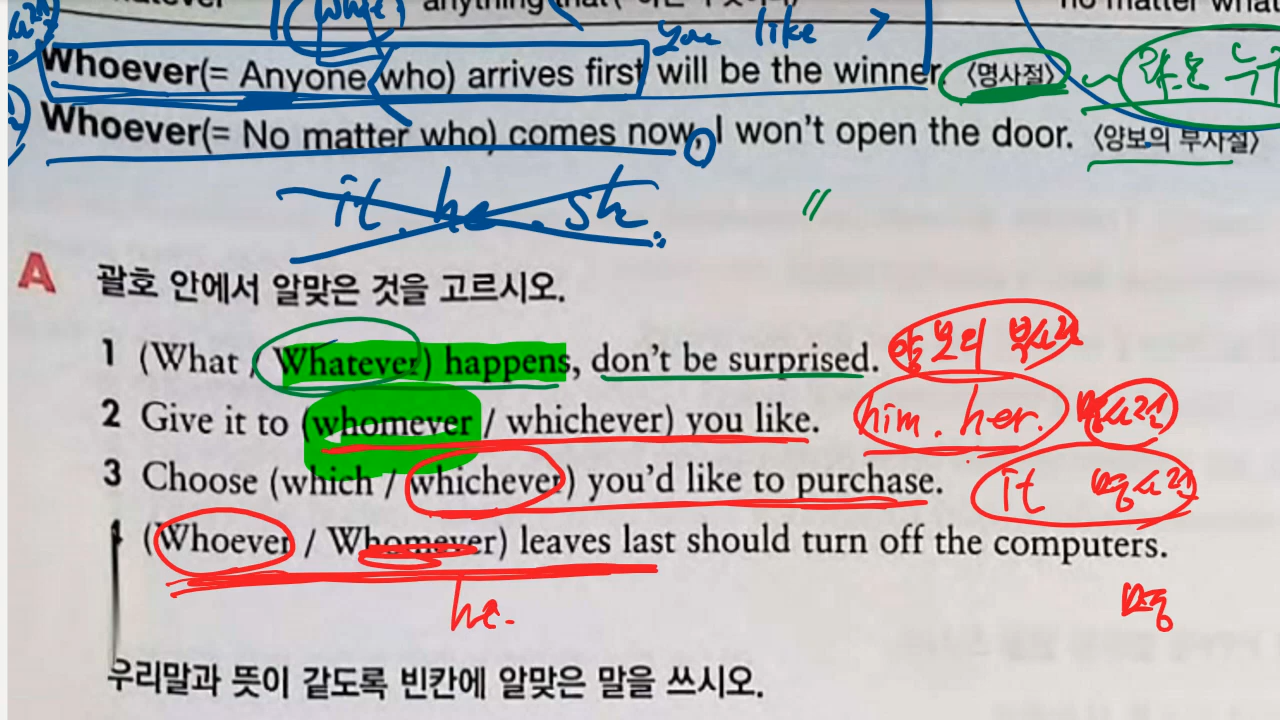 anything that
no matter what
you like
Whoever(= Anyone who) arrives first will be the winner 〈명사절〉
Whoever(= No matter who) comes now, I won't open the door. 〈양보의 부사절〉
it. he. sh
A 괄호 안에서 알맞은 것을 고르시오.
1 (What / Whatever) happens, don't be surprised. 양보의 부사절
2 Give it to (whomever / whichever) you like. him. her. 명사절
3 Choose (which / whichever) you'd like to purchase. it 명사절
(Whoever / Whomever) leaves last should turn off the computers.
he. 명
우리말과 뜻이 같도록 빈칸에 알맞은 말을 쓰시오.